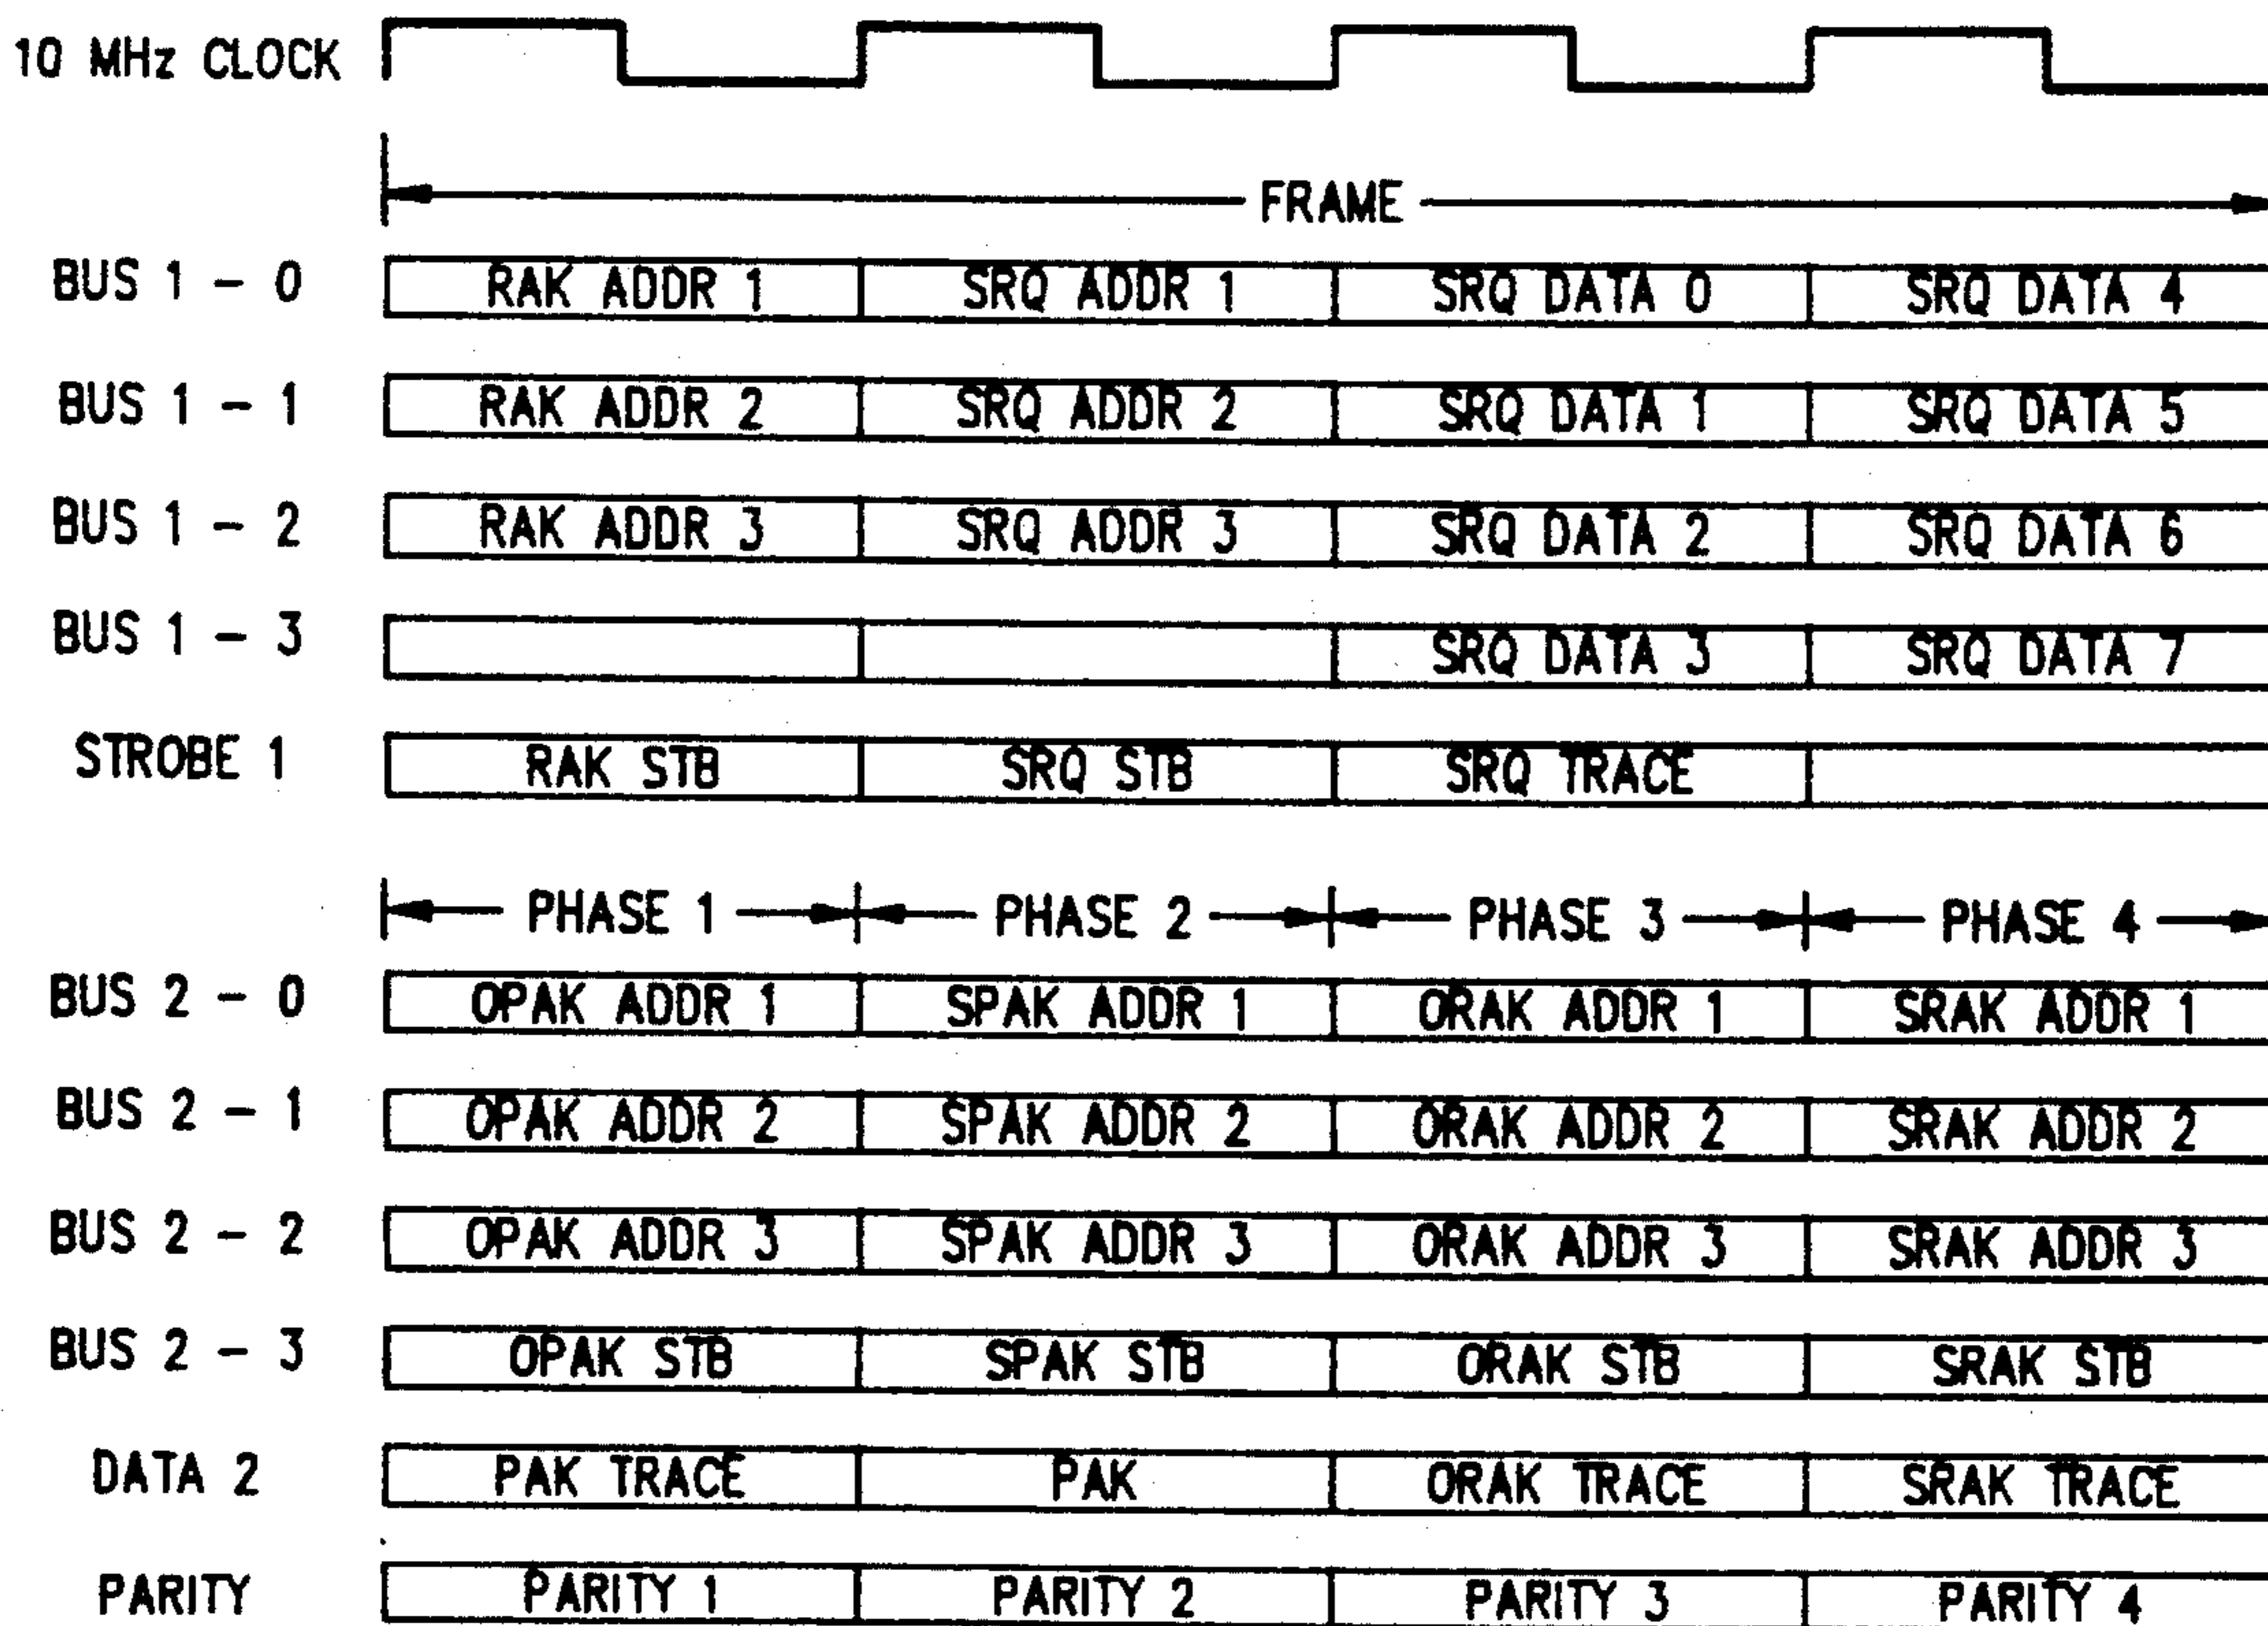 10 MHz CLOCK
FRAME
BUS 1 - 0 RAK ADDR 1 SRQ ADDR 1 SRQ DATA 0 SRQ DATA 4
BUS 1 - 1 RAK ADDR 2 SRQ ADDR 2 SRQ DATA 1 SRQ DATA 5
BUS 1 - 2 RAK ADDR 3 SRQ ADDR 3 SRQ DATA 2 SRQ DATA 6
BUS 1 - 3 SRQ DATA 3 SRQ DATA 7
STROBE 1 RAK STB SRQ STB SRQ TRACE
PHASE 1 PHASE 2 PHASE 3 PHASE 4
BUS 2 - 0 OPAK ADDR 1 SPAK ADDR 1 ORAK ADDR 1 SRAK ADDR 1
BUS 2 - 1 OPAK ADDR 2 SPAK ADDR 2 ORAK ADDR 2 SRAK ADDR 2
BUS 2 - 2 OPAK ADDR 3 SPAK ADDR 3 ORAK ADDR 3 SRAK ADDR 3
BUS 2 - 3 OPAK STB SPAK STB ORAK STB SRAK STB
DATA 2 PAK TRACE PAK ORAK TRACE SRAK TRACE
PARITY PARITY 1 PARITY 2 PARITY 3 PARITY 4